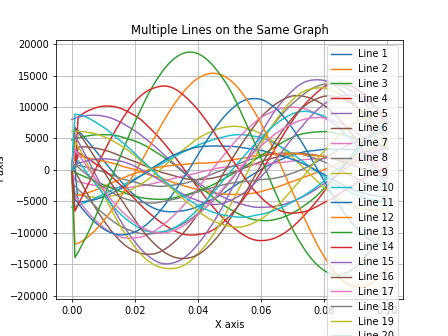 Multiple Lines on the Same Graph
20000
15000
10000
5000
0
−5000
−10000
−15000
−20000
0.00
0.02
0.04
0.06
X axis
Line 1
Line 2
Line 3
Line 4
Line 5
Line 6
Line 7
Line 8
Line 9
Line 10
Line 11
Line 12
Line 13
Line 14
Line 15
Line 16
Line 17
Line 18
Line 19
Line 20